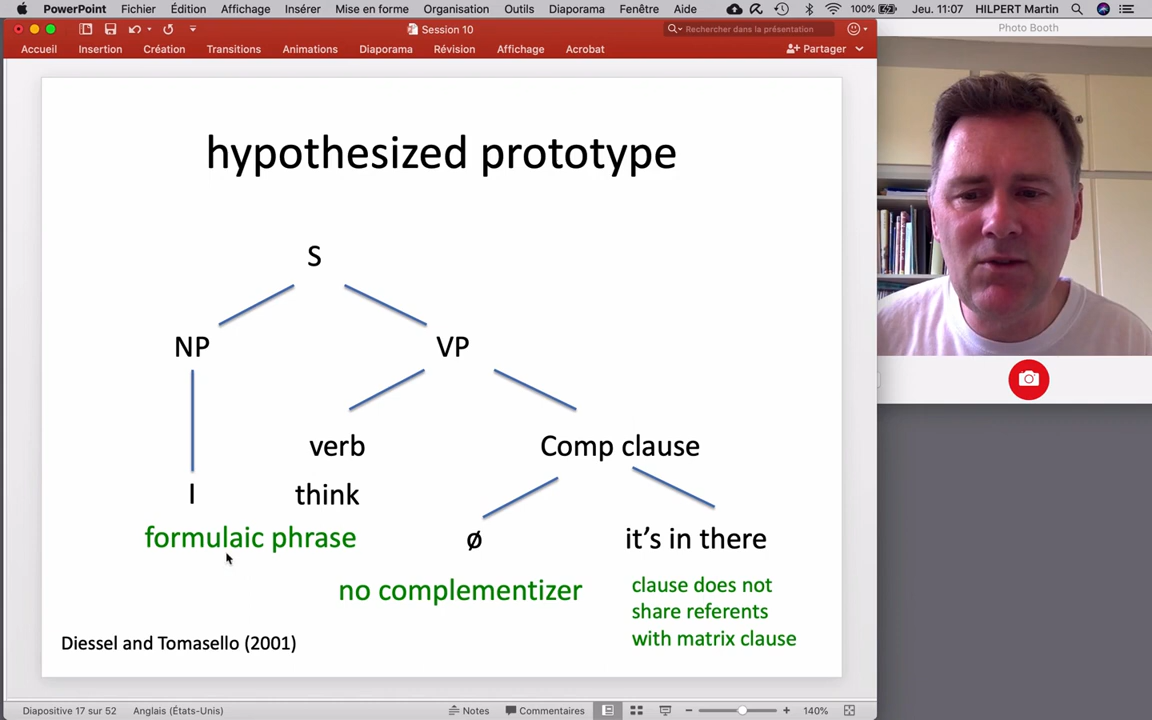 PowerPoint Fichier Édition Affichage Insérer Mise en forme Organisation Outils Diaporama Fenêtre Aide 100% Jeu. 11:07 HILPERT Martin
Session 10
Rechercher dans la présentation
Photo Booth
Accueil Insertion Création Transitions Animations Diaporama Révision Affichage Acrobat Partager
hypothesized prototype
S
NP VP
verb Comp clause
I think
formulaic phrase ø it's in there
no complementizer
clause does not
share referents
with matrix clause
Diessel and Tomasello (2001)
Diapositive 17 sur 52 Anglais (États-Unis) Notes Commentaires 140%